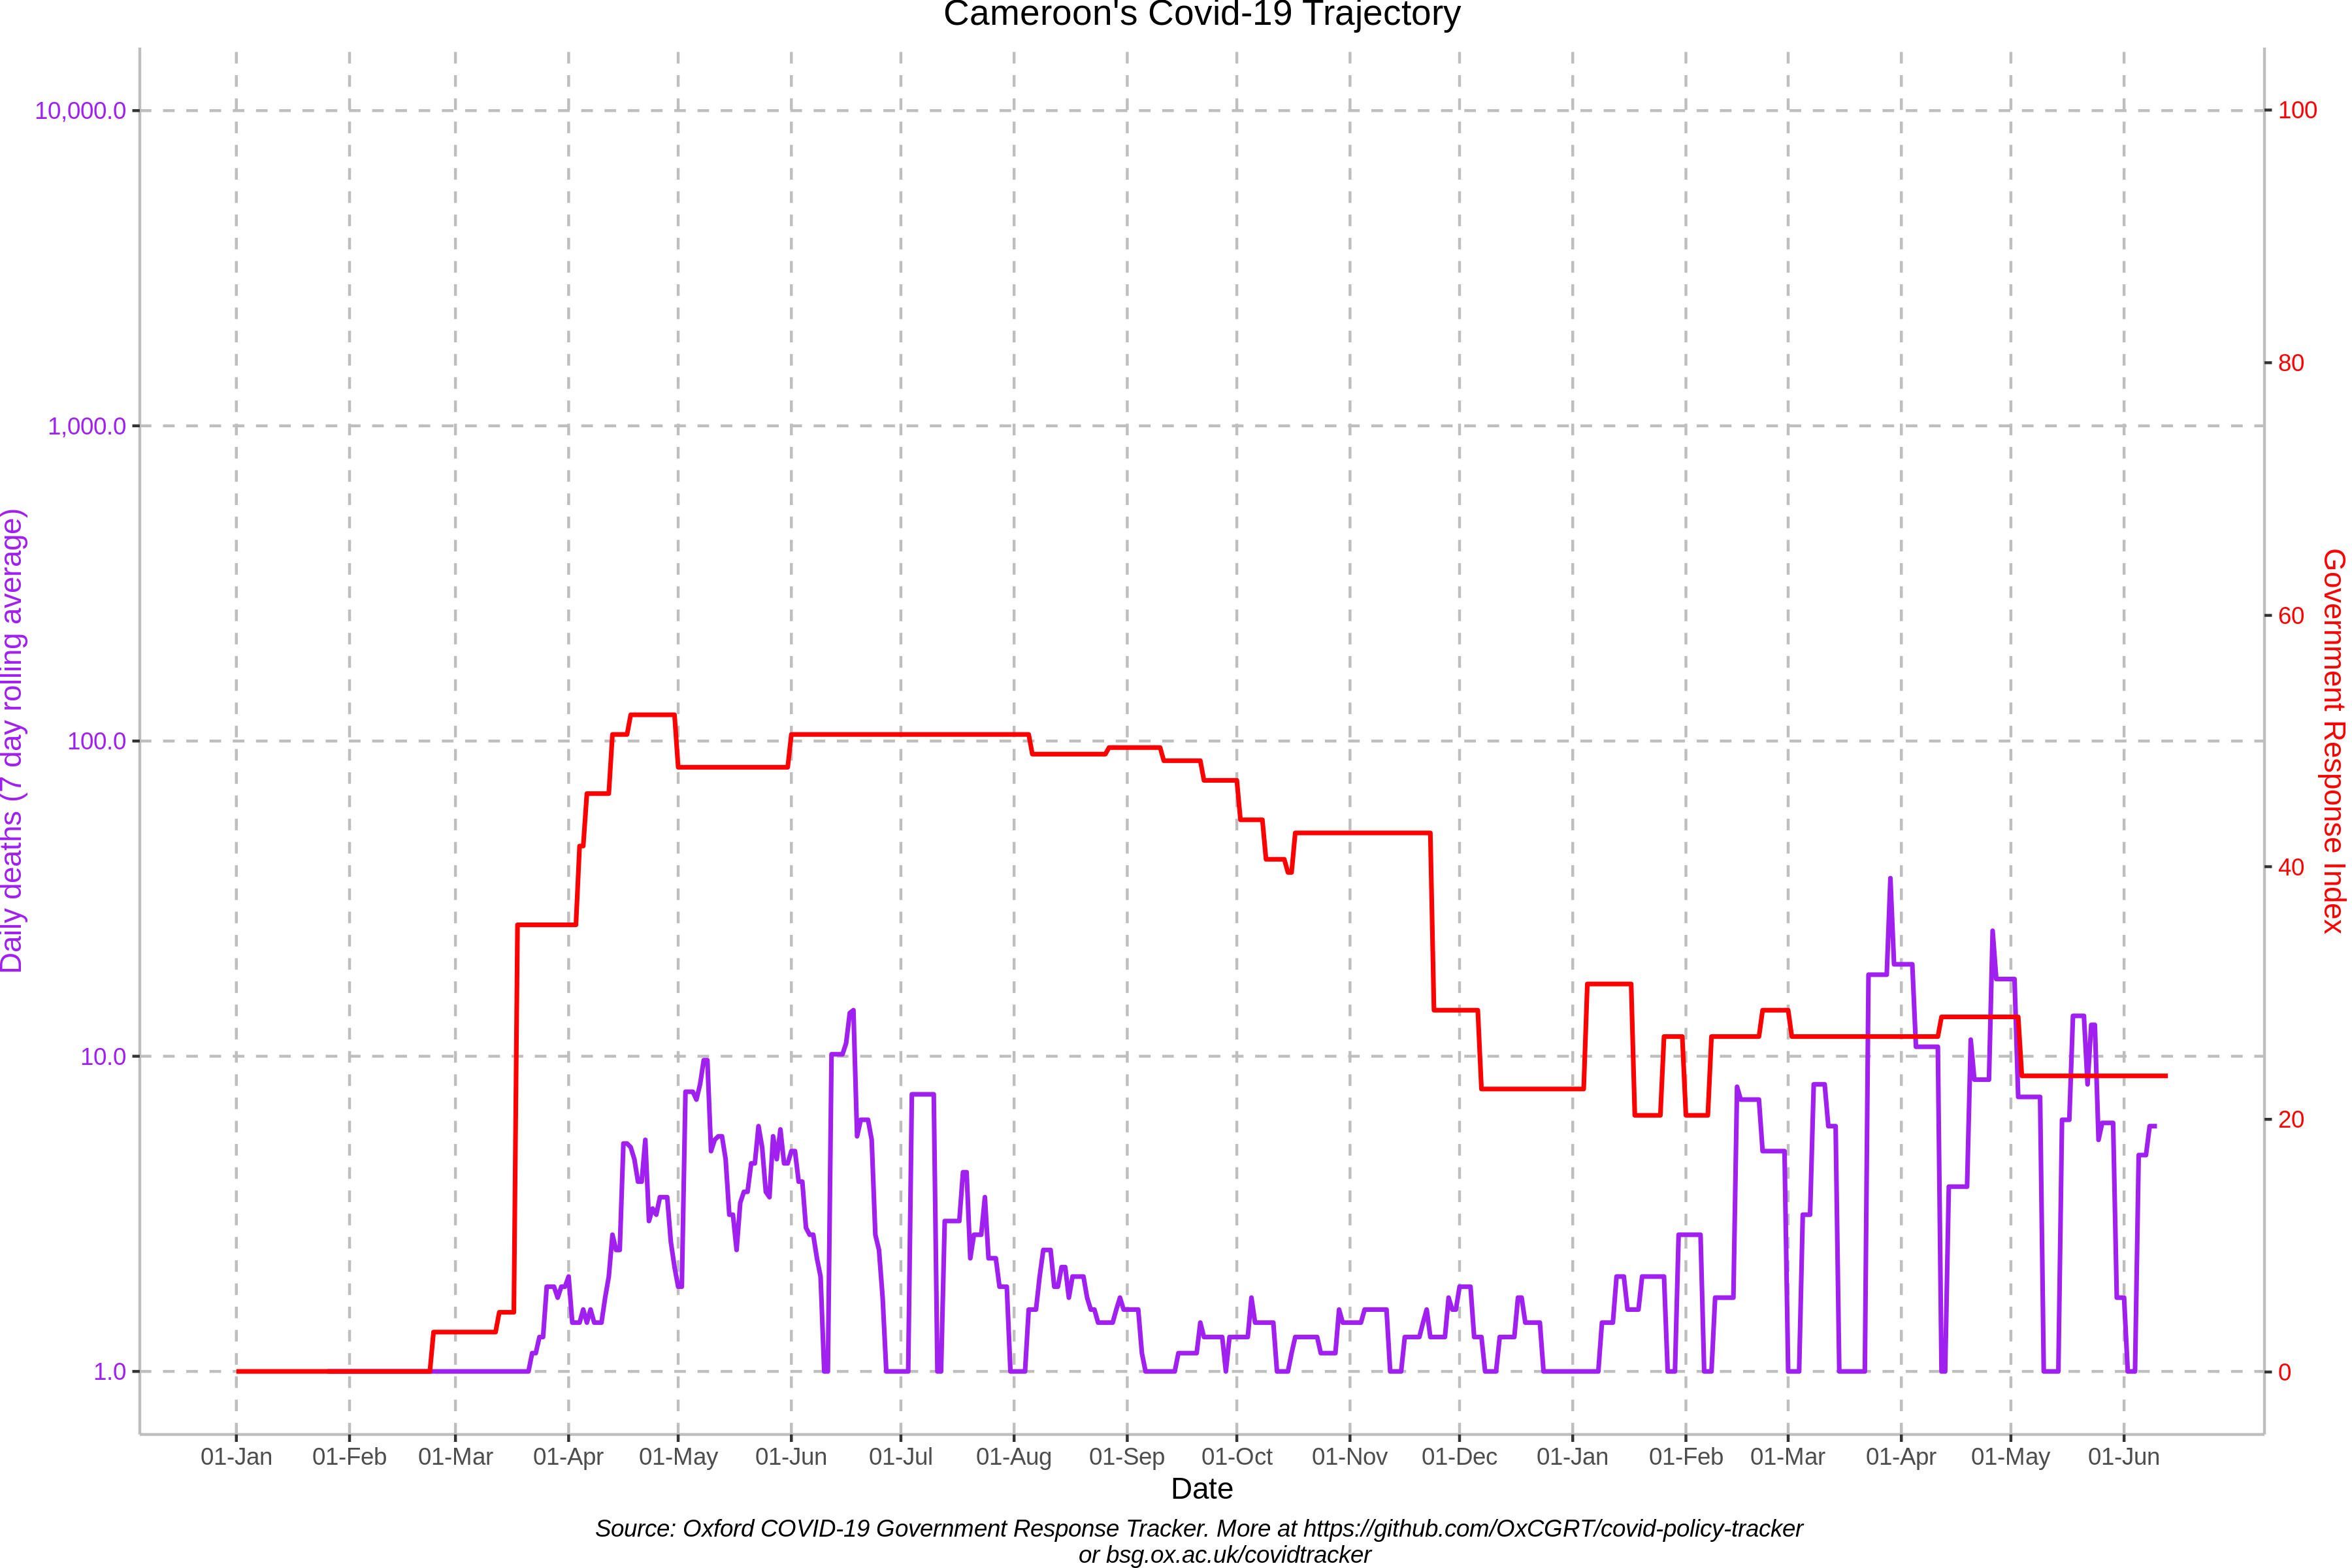 Cameroon's Covid-19 Trajectory
10,000.0
1,000.0
100.0
10.0
1.0
Daily deaths (7 day rolling average)
100
80
60
40
20
0
Government Response Index
01-Jan 01-Feb 01-Mar 01-Apr 01-May 01-Jun 01-Jul 01-Aug 01-Sep 01-Oct 01-Nov 01-Dec 01-Jan 01-Feb 01-Mar 01-Apr 01-May 01-Jun
Date
Source: Oxford COVID-19 Government Response Tracker. More at https://github.com/OxCGRT/covid-policy-tracker
or bsg.ox.ac.uk/covidtracker